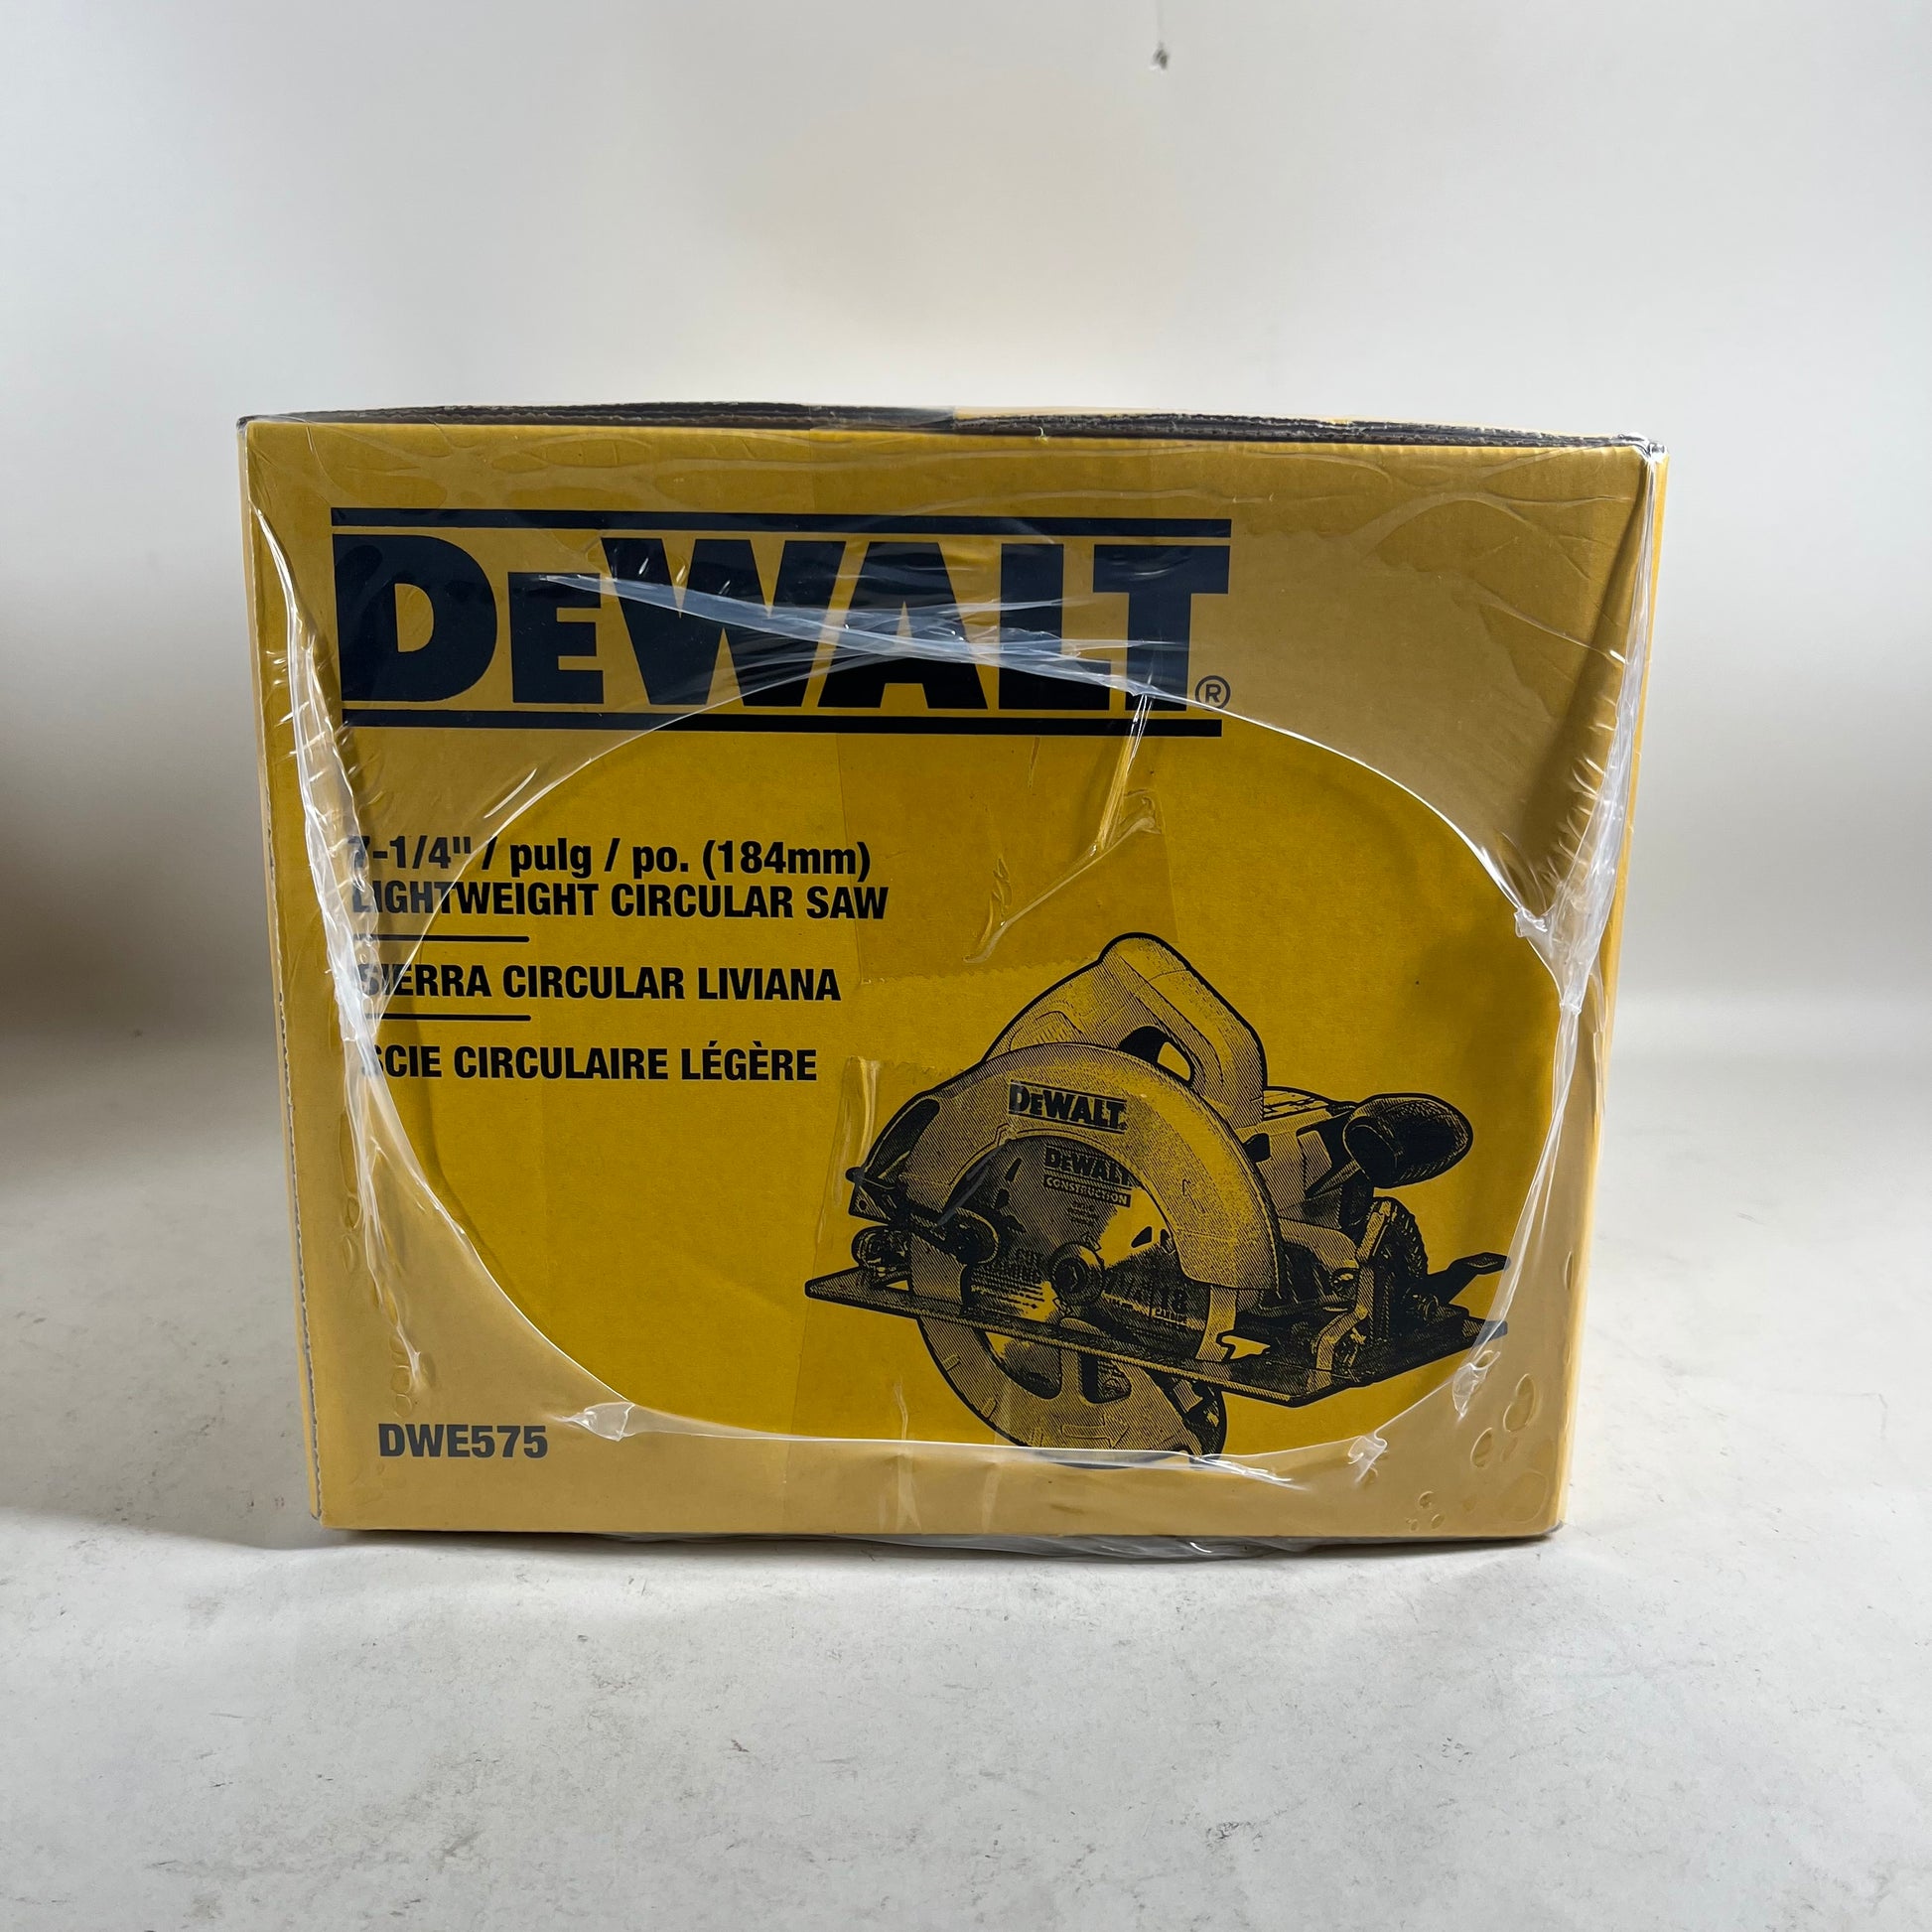 DEWALT®
7-1/4" / pulg / po. (184mm)
LIGHTWEIGHT CIRCULAR SAW
SIERRA CIRCULAR LIVIANA
SCIE CIRCULAIRE LÉGÈRE
DEWALT
DEWALT
CONSTRUCTION
DWE575